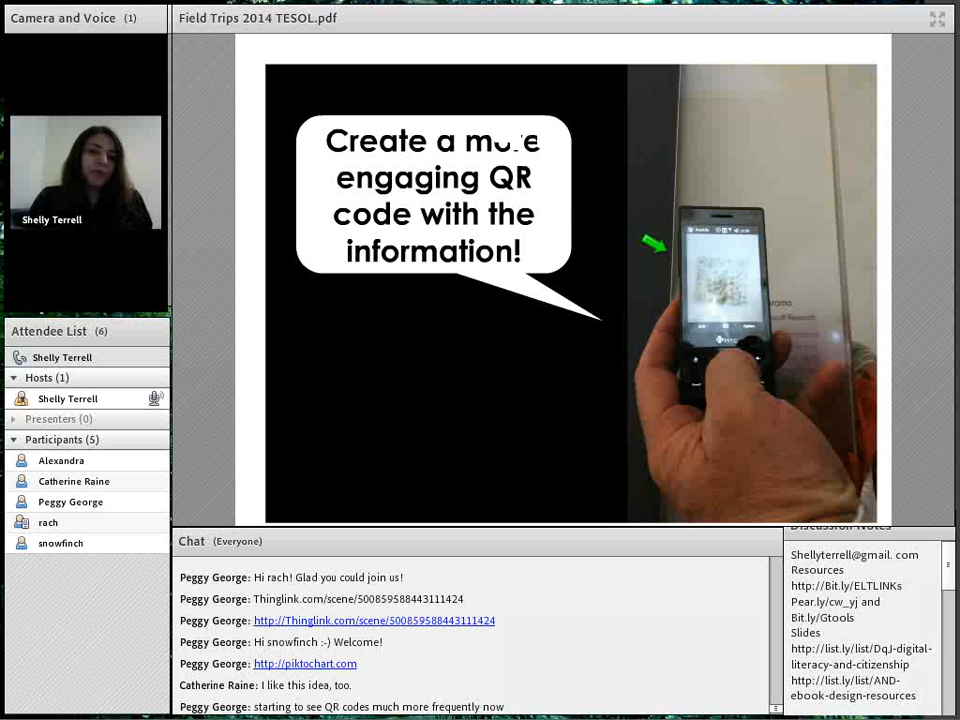 Camera and Voice (1)
Field Trips 2014 TESOL.pdf
Shelly Terrell
Create a more
engaging QR
code with the
information!
Attendee List (6)
Shelly Terrell
Hosts (1)
Shelly Terrell
Presenters (0)
Participants (5)
Alexandra
Catherine Raine
Peggy George
rach
snowfinch
Chat (Everyone)
Peggy George: Hi rach! Glad you could join us!
Peggy George: Thinglink.com/scene/500859588443111424
Peggy George: http://Thinglink.com/scene/500859588443111424
Peggy George: Hi snowfinch :-) Welcome!
Peggy George: http://piktochart.com
Catherine Raine: I like this idea, too.
Peggy George: starting to see QR codes much more frequently now
Discussion Notes
Shellyterrell@gmail. com
Resources
http://Bit.ly/ELTLINKs
Pear.ly/cw_yj and
Bit.ly/Gtools
Slides
http://list.ly/list/DqJ-digital-
literacy-and-citizenship
http://list.ly/list/AND-
ebook-design-resources